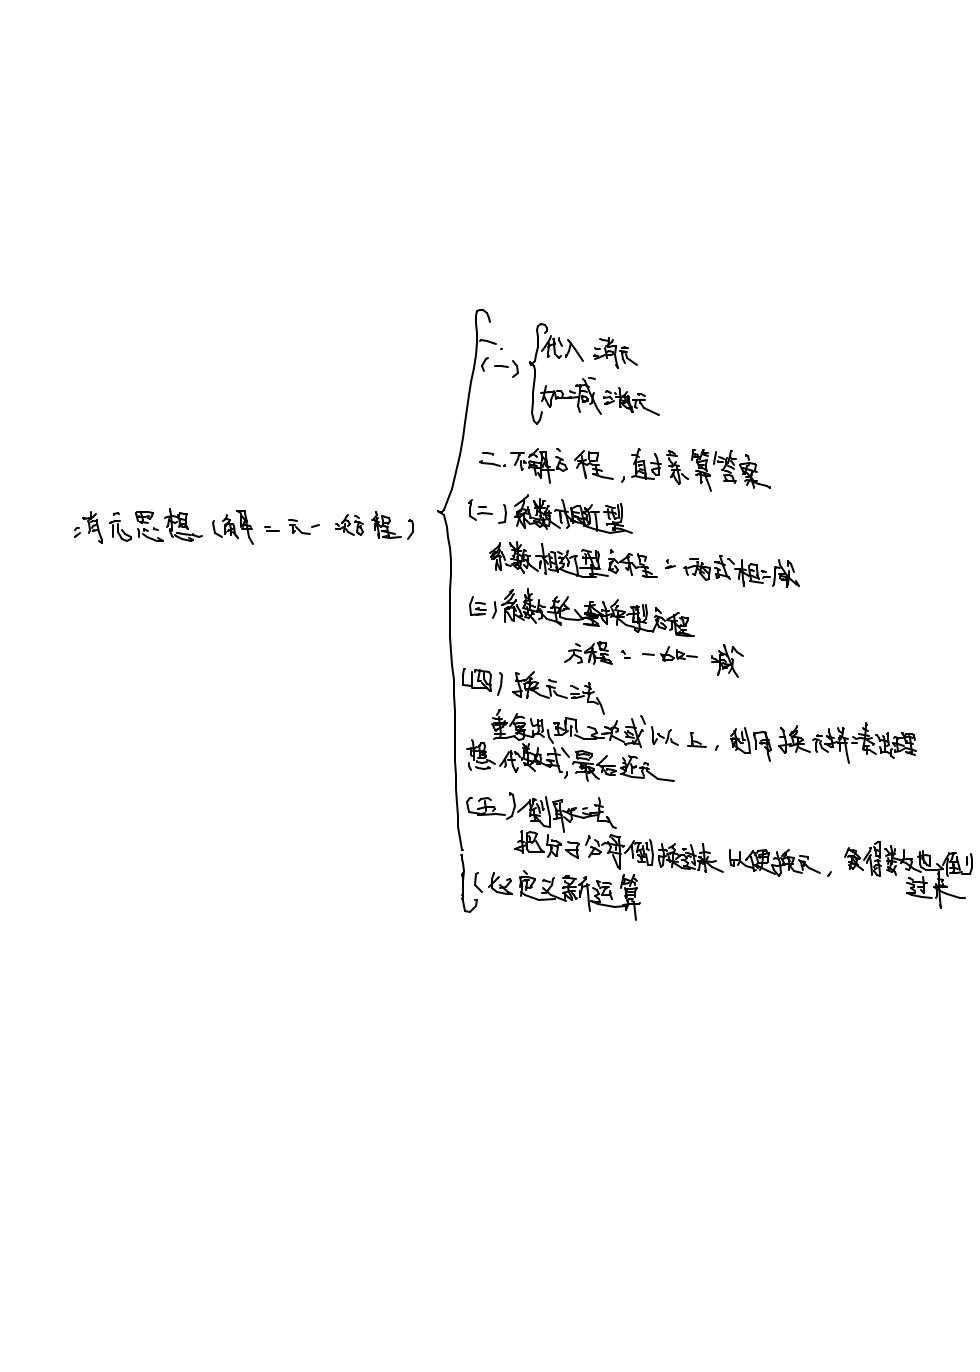 消元思想(解二元一次方程)
一.
(一)
代入消元
加减消元
二.不解方程,直接算答案
(二)系数相近型
系数相近型方程=两式相减
(三)系数轮换型方程
方程=一加一减
(四)换元法
重复出现2次或以上,利用换元拼凑出理
想代数式,最后还元
(五)倒取法
把分子分母倒换过来以便换元,算得数也倒
过来
定义新运算